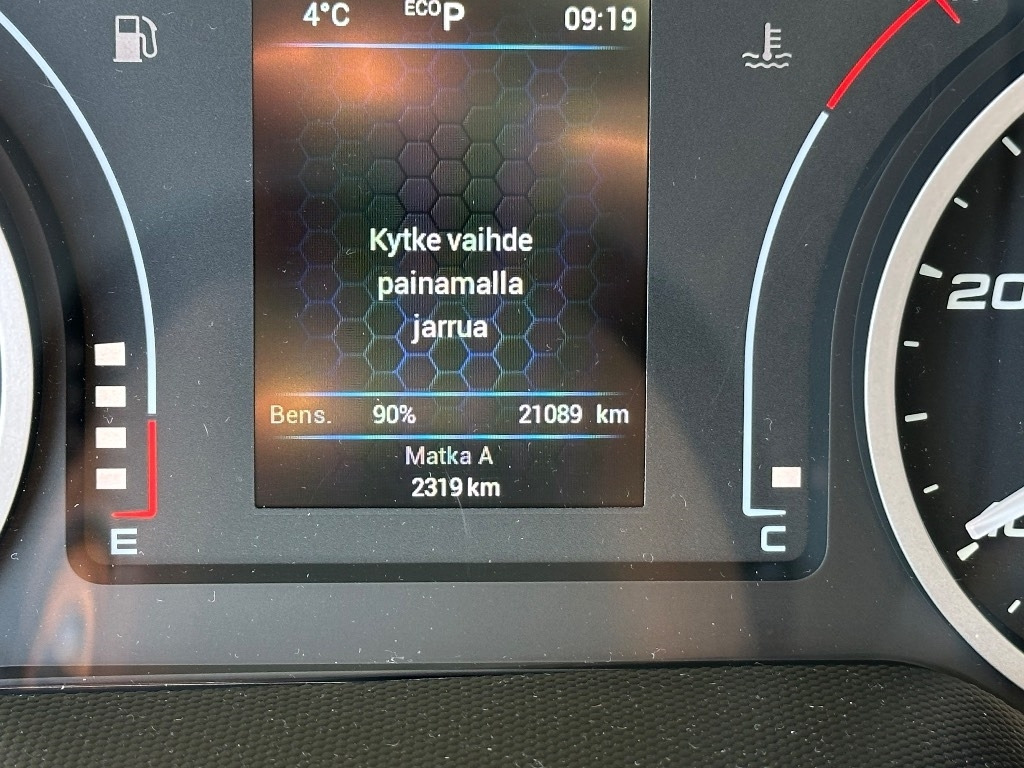 4°C ECO P 09:19
Kytke vaihde
painamalla
jarrua
Bens. 90% 21089 km
Matka A
2319 km
E
C